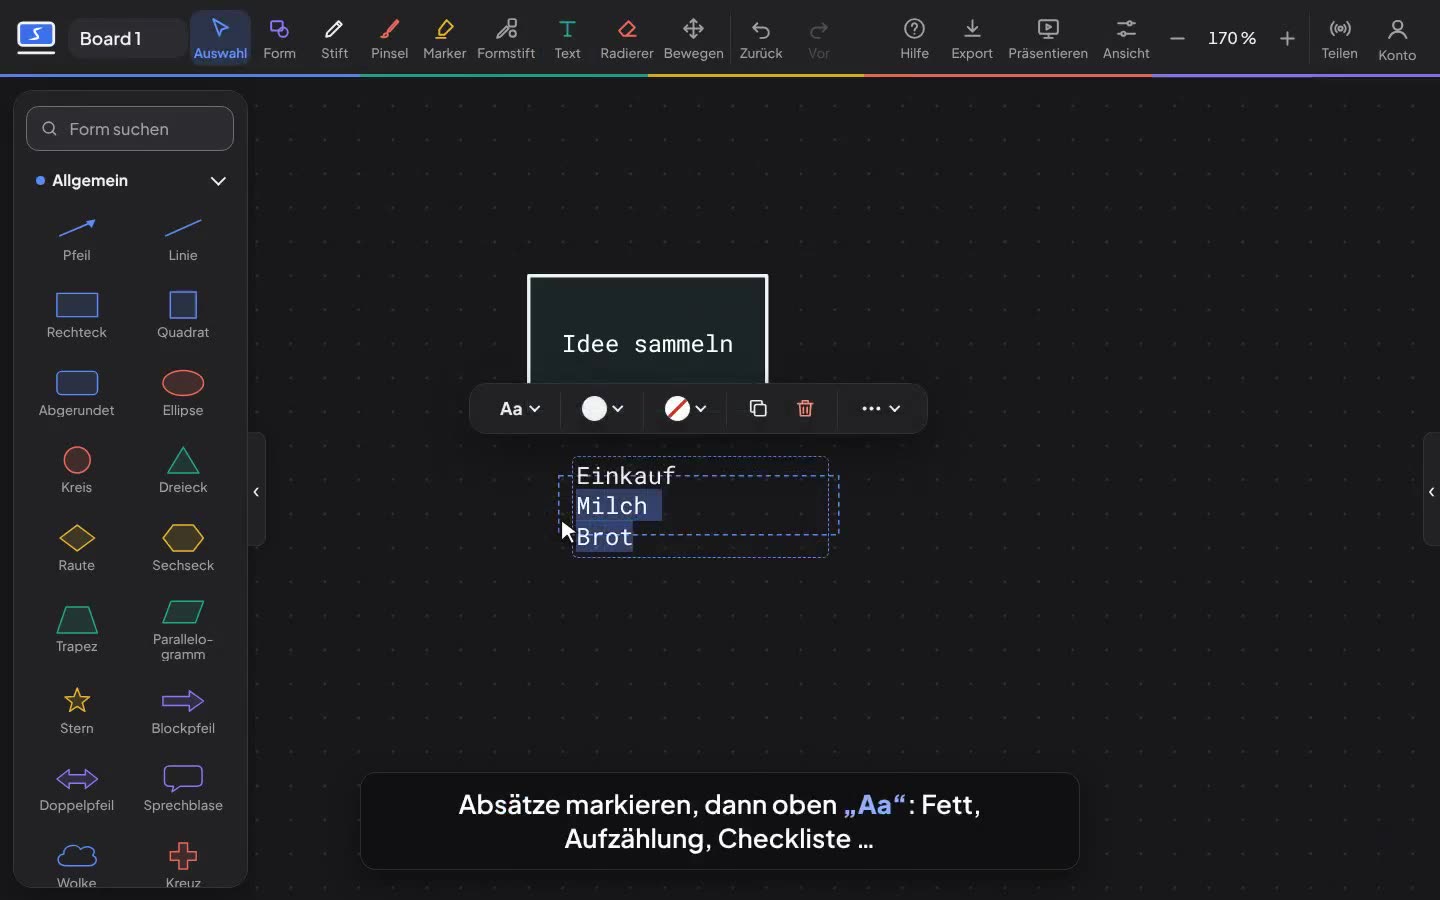 Board 1
Auswahl
Form
Stift
Pinsel
Marker
Formstift
Text
Radierer
Bewegen
Zurück
Vor
Hilfe
Export
Präsentieren
Ansicht
170 %
Teilen
Konto
Form suchen
Allgemein
Pfeil
Linie
Rechteck
Quadrat
Abgerundet
Ellipse
Kreis
Dreieck
Raute
Sechseck
Trapez
Parallelo-
gramm
Stern
Blockpfeil
Doppelpfeil
Sprechblase
Wolke
Kreuz
Idee sammeln
Aa
Einkauf
Milch
Brot
Absätze markieren, dann oben „Aa“: Fett,
Aufzählung, Checkliste ...